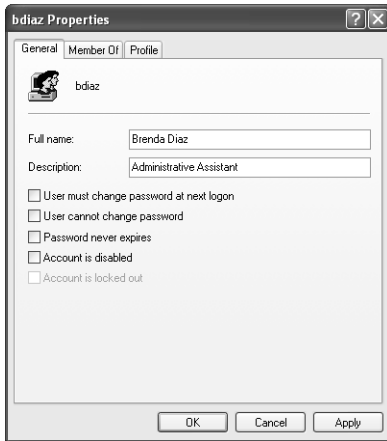 bdiaz Properties
General Member Of Profile
bdiaz
Full name: Brenda Diaz
Description: Administrative Assistant
User must change password at next logon
User cannot change password
Password never expires
Account is disabled
Account is locked out
OK Cancel Apply